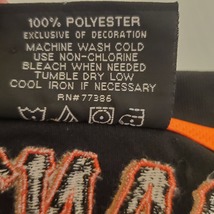 100% POLYESTER
EXCLUSIVE OF DECORATION
MACHINE WASH COLD
USE NON-CHLORINE
BLEACH WHEN NEEDED
TUMBLE DRY LOW
COOL IRON IF NECESSARY
RN#77386